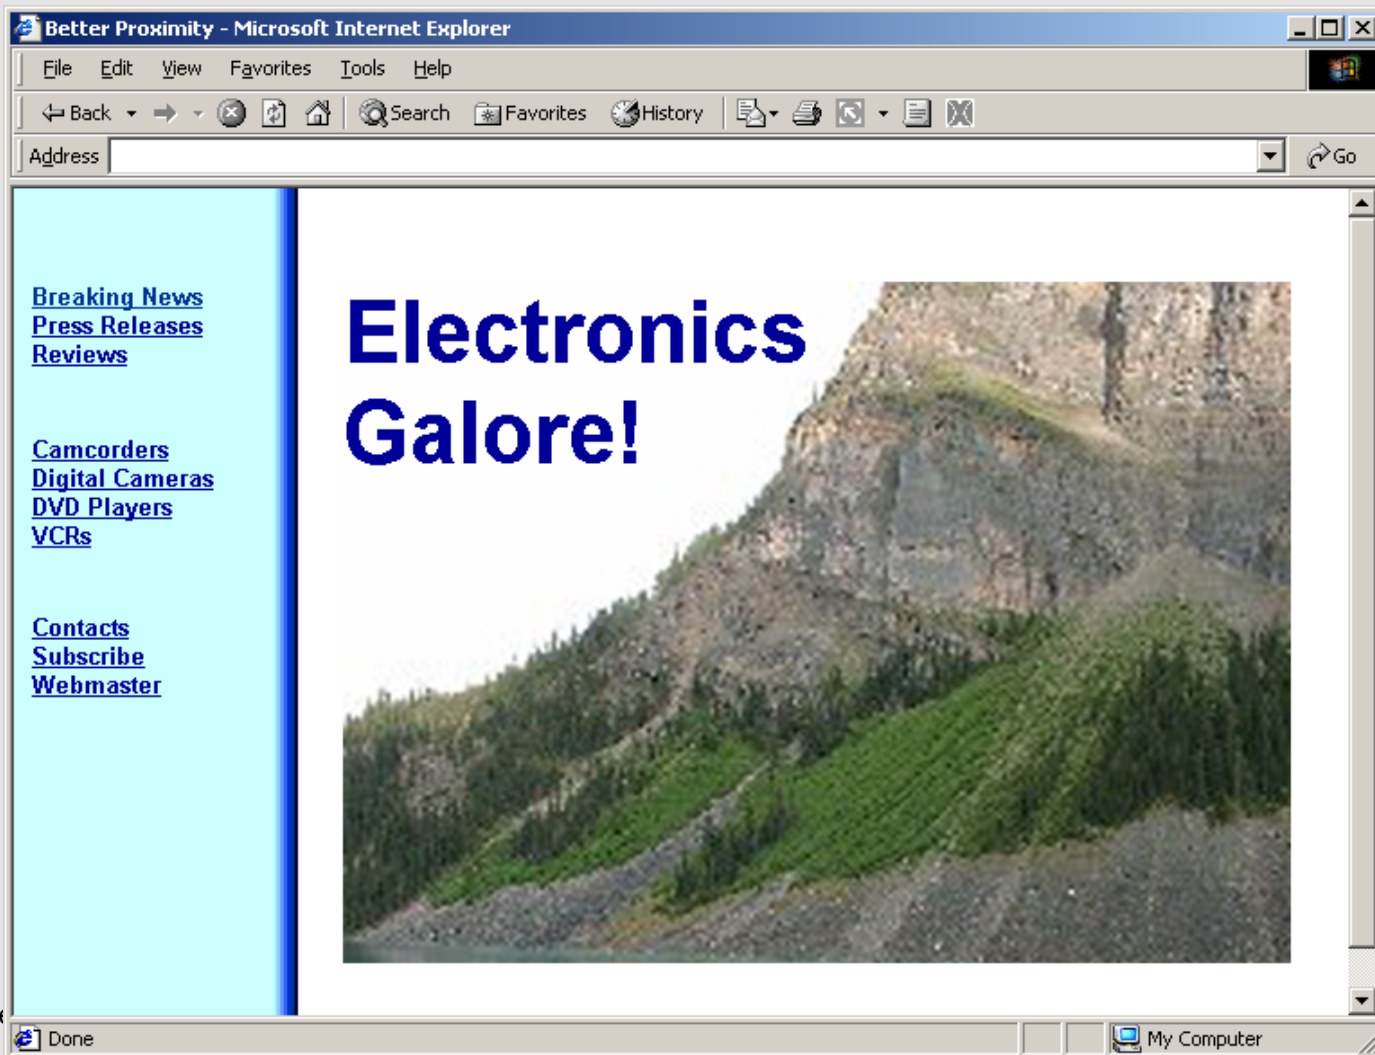 Better Proximity - Microsoft Internet Explorer
File Edit View Favorites Tools Help
Back Search Favorites History
Address Go
Breaking News
Press Releases
Reviews
Camcorders
Digital Cameras
DVD Players
VCRs
Contacts
Subscribe
Webmaster
Electronics
Galore!
Done My Computer